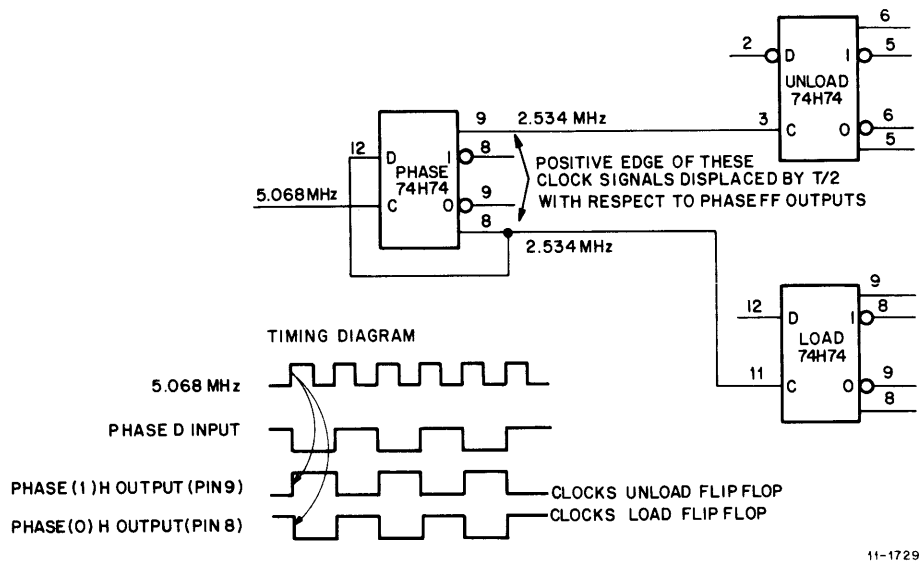 6
2 D 1 5
UNLOAD
74H74
9 2.534 MHz 3 C 0 6
5
12 D 1 8
PHASE
74H74
POSITIVE EDGE OF THESE
CLOCK SIGNALS DISPLACED BY T/2
WITH RESPECT TO PHASE FF OUTPUTS
5.068MHz C 0 9
8
2.534 MHz
9
12 D 1 8
LOAD
74H74
11 C 0 9
8
TIMING DIAGRAM
5.068 MHz
PHASE D INPUT
PHASE (1) H OUTPUT (PIN 9) CLOCKS UNLOAD FLIP FLOP
PHASE(0) H OUTPUT(PIN 8) CLOCKS LOAD FLIP FLOP
11-1729